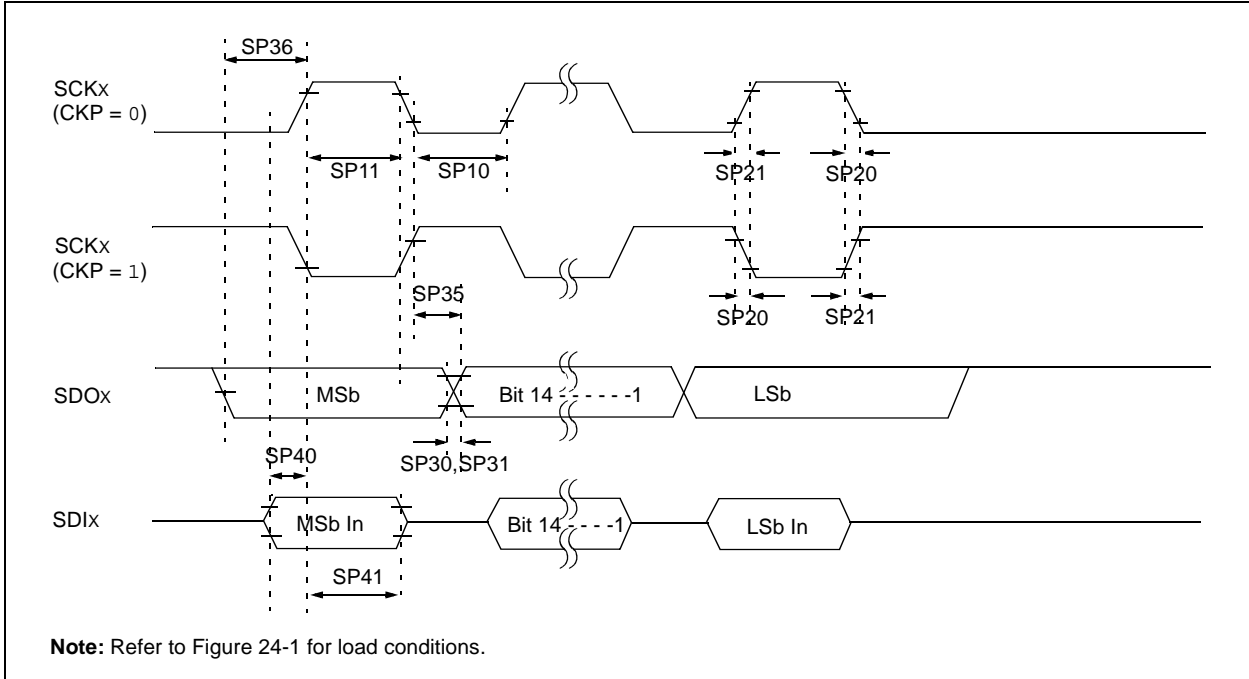 SP36
SCKx
(CKP = 0)
SP11
SP10
SP21
SP20
SCKx
(CKP = 1)
SP35
SP20
SP21
SDOx
MSb
Bit 14 - - - - - -1
LSb
SP40
SP30,SP31
SDIx
MSb In
Bit 14 - - - -1
LSb In
SP41
Note: Refer to Figure 24-1 for load conditions.